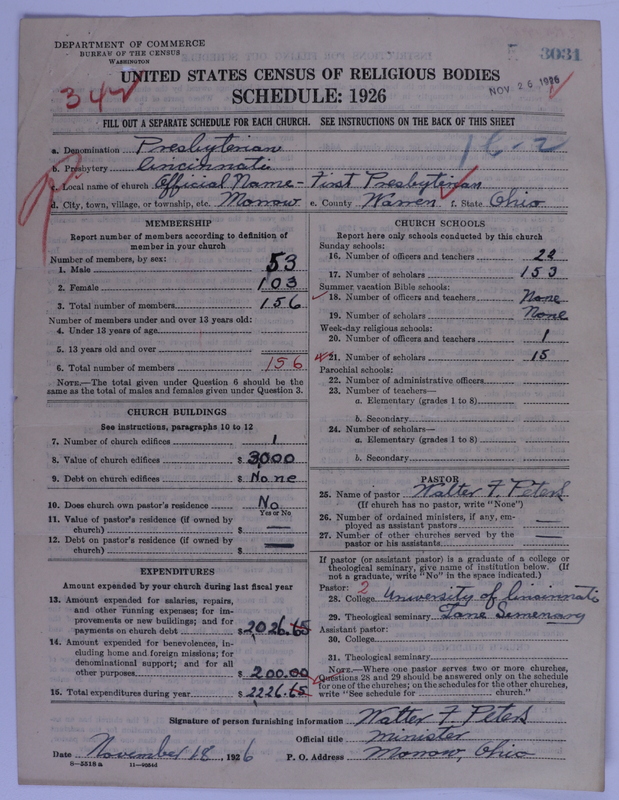 DEPARTMENT OF COMMERCE
BUREAU OF THE CENSUS
WASHINGTON
3031
NOV 26 1926
UNITED STATES CENSUS OF RELIGIOUS BODIES
SCHEDULE: 1926
342
FILL OUT A SEPARATE SCHEDULE FOR EACH CHURCH. SEE INSTRUCTIONS ON THE BACK OF THIS SHEET
16-2
a. Denomination Presbyterian
b. Presbytery Cincinnati
c. Local name of church Official Name - First Presbyterian
d. City, town, village, or township, etc. Morrow e. County Warren f. State Ohio
MEMBERSHIP
Report number of members according to definition of
member in your church
Number of members, by sex:
1. Male 53
2. Female 103
3. Total number of members 156
Number of members under and over 13 years old:
4. Under 13 years of age
5. 13 years old and over
6. Total number of members 156
NOTE.—The total given under Question 6 should be the
same as the total of males and females given under Question 3.
CHURCH BUILDINGS
See instructions, paragraphs 10 to 12
7. Number of church edifices 1
8. Value of church edifices $ 3000
9. Debt on church edifices $ None
10. Does church own pastor's residence No
Yes or No
11. Value of pastor's residence (if owned by
church) $ —
12. Debt on pastor's residence (if owned by
church) $ —
EXPENDITURES
Amount expended by your church during last fiscal year
13. Amount expended for salaries, repairs,
and other running expenses; for im-
provements or new buildings; and for
payments on church debt $ 2026.65
14. Amount expended for benevolences, in-
cluding home and foreign missions; for
denominational support; and for all
other purposes $ 200.00
15. Total expenditures during year $ 2226.65
CHURCH SCHOOLS
Report here only schools conducted by this church
Sunday schools:
16. Number of officers and teachers 22
17. Number of scholars 153
Summer vacation Bible schools:
18. Number of officers and teachers None
19. Number of scholars None
Week-day religious schools:
20. Number of officers and teachers 1
21. Number of scholars 15
Parochial schools:
22. Number of administrative officers
23. Number of teachers—
a. Elementary (grades 1 to 8)
b. Secondary
24. Number of scholars—
a. Elementary (grades 1 to 8)
b. Secondary
PASTOR
25. Name of pastor Walter F. Peters
(If church has no pastor, write "None")
26. Number of ordained ministers, if any, em-
ployed as assistant pastors —
27. Number of other churches served by the
pastor or his assistants —
If pastor (or assistant pastor) is a graduate of a college or
theological seminary, give name of institution below. (If
not a graduate, write "No" in the space indicated.)
Pastor: 2
28. College University of Cincinnati
29. Theological seminary Lane Semenary
Assistant pastor:
30. College
31. Theological seminary
NOTE.—Where one pastor serves two or more churches,
Questions 28 and 29 should be answered only on the schedule
for one of the churches; on the schedules for the other churches,
write "See schedule for church."
Signature of person furnishing information Walter F. Peters
Official title Minister
Date November 18, 1926 P. O. Address Morrow, Ohio
8—5518 a 11—9054d